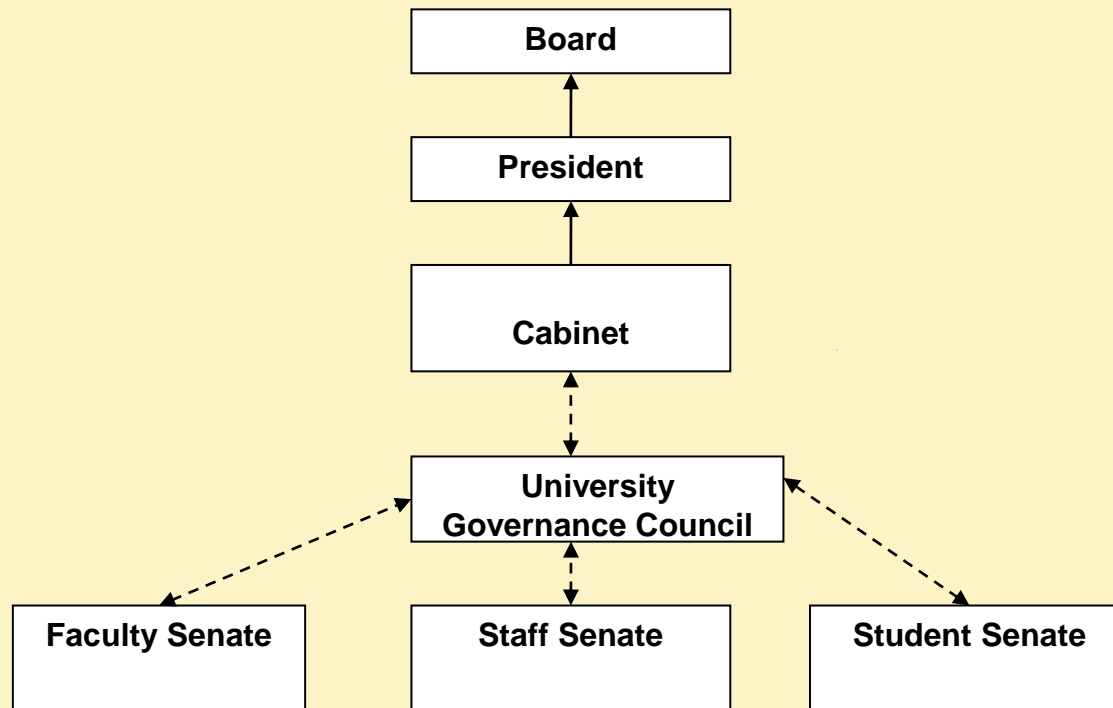 Board
President
Cabinet
University
Governance Council
Faculty Senate
Staff Senate
Student Senate